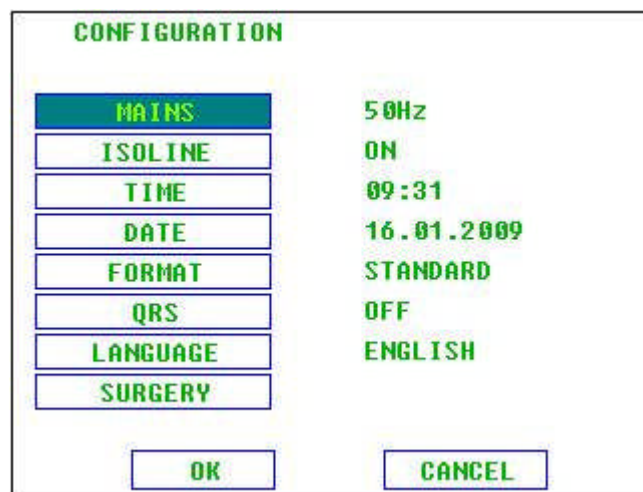 CONFIGURATION
MAINS 50Hz
ISOLINE ON
TIME 09:31
DATE 16.01.2009
FORMAT STANDARD
QRS OFF
LANGUAGE ENGLISH
SURGERY
OK CANCEL